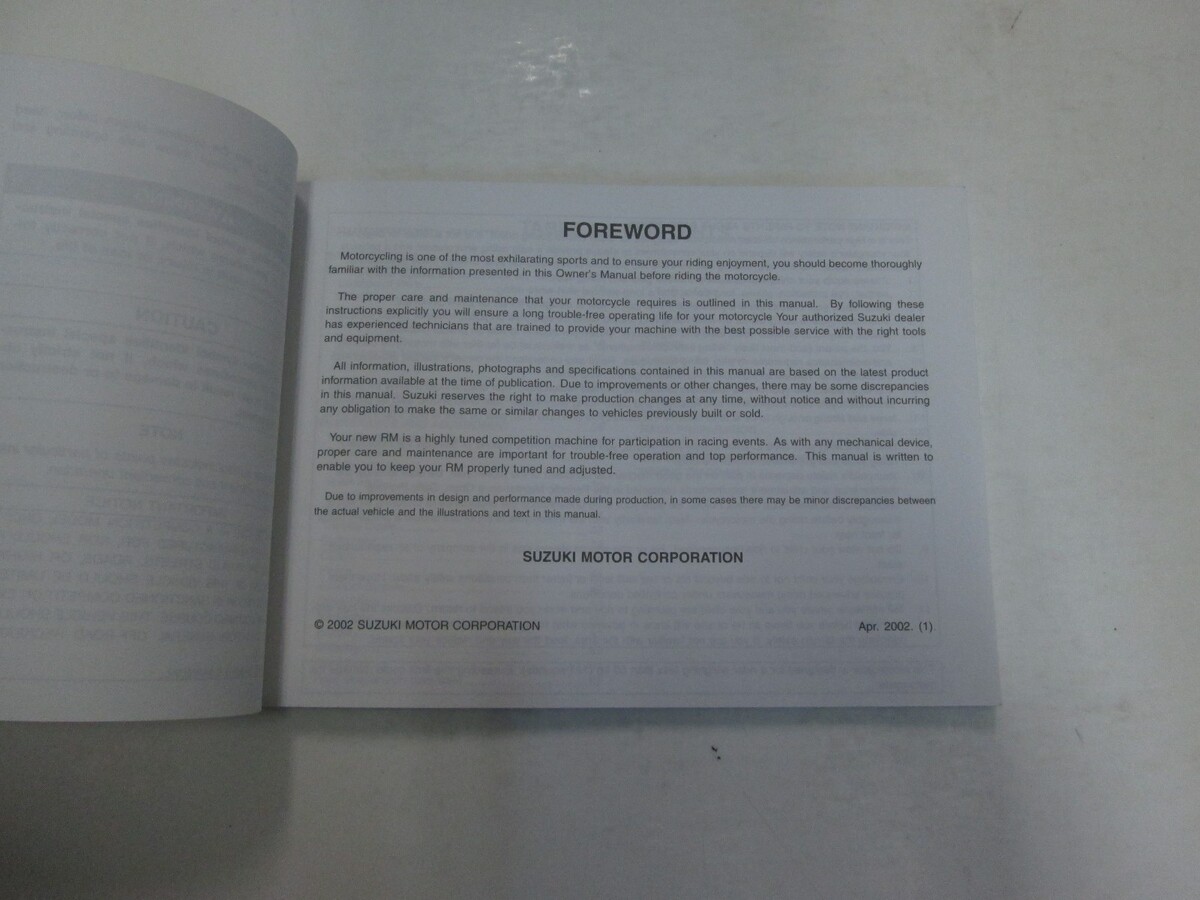 FOREWORD
Motorcycling is one of the most exhilarating sports and to ensure your riding enjoyment, you should become thoroughly
familiar with the information presented in this Owner's Manual before riding the motorcycle.
The proper care and maintenance that your motorcycle requires is outlined in this manual. By following these
instructions explicitly you will ensure a long trouble-free operating life for your motorcycle Your authorized Suzuki dealer
has experienced technicians that are trained to provide your machine with the best possible service with the right tools
and equipment.
All information, illustrations, photographs and specifications contained in this manual are based on the latest product
information available at the time of publication. Due to improvements or other changes, there may be some discrepancies
in this manual. Suzuki reserves the right to make production changes at any time, without notice and without incurring
any obligation to make the same or similar changes to vehicles previously built or sold.
Your new RM is a highly tuned competition machine for participation in racing events. As with any mechanical device,
proper care and maintenance are important for trouble-free operation and top performance. This manual is written to
enable you to keep your RM properly tuned and adjusted.
Due to improvements in design and performance made during production, in some cases there may be minor discrepancies between
the actual vehicle and the illustrations and text in this manual.
SUZUKI MOTOR CORPORATION
© 2002 SUZUKI MOTOR CORPORATION Apr. 2002. (1).